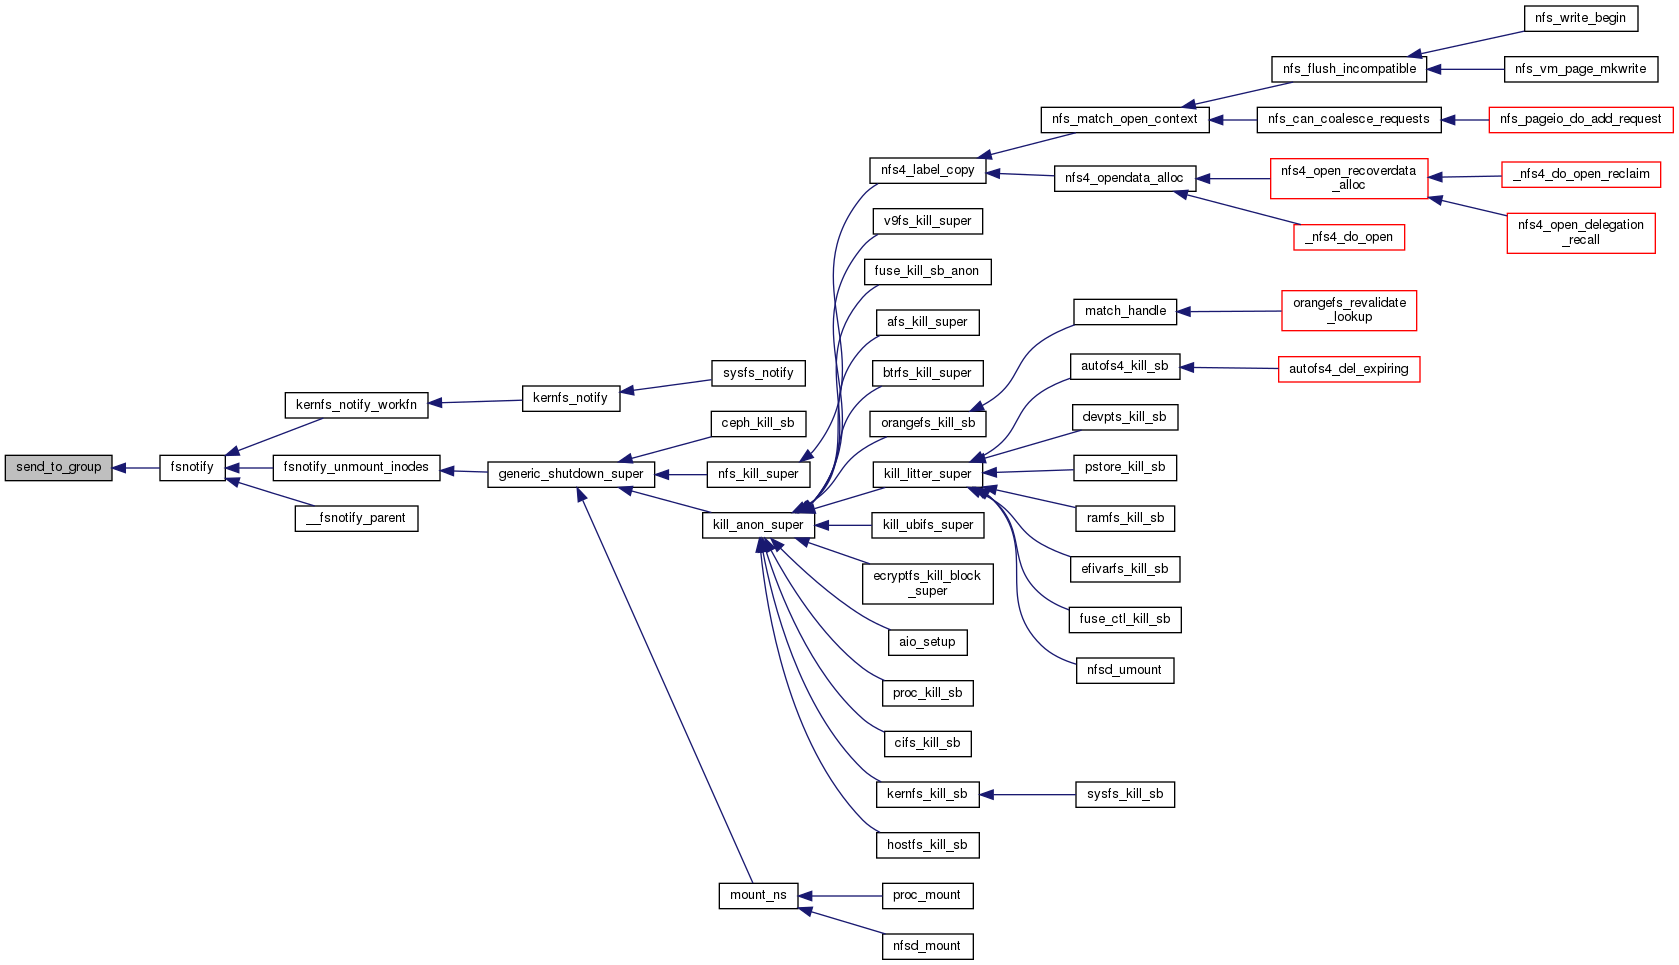 nfs_write_begin
nfs_flush_incompatible
nfs_vm_page_mkwrite
nfs_match_open_context
nfs_can_coalesce_requests
nfs_pageio_do_add_request
nfs4_label_copy
nfs4_opendata_alloc
nfs4_open_recoverdata
_alloc
_nfs4_do_open_reclaim
v9fs_kill_super
_nfs4_do_open
nfs4_open_delegation
_recall
fuse_kill_sb_anon
match_handle
orangefs_revalidate
_lookup
afs_kill_super
sysfs_notify
btrfs_kill_super
autofs4_kill_sb
autofs4_del_expiring
kernfs_notify_workfn
kernfs_notify
ceph_kill_sb
orangefs_kill_sb
devpts_kill_sb
send_to_group
fsnotify
fsnotify_unmount_inodes
generic_shutdown_super
nfs_kill_super
kill_litter_super
pstore_kill_sb
__fsnotify_parent
kill_anon_super
kill_ubifs_super
ramfs_kill_sb
ecryptfs_kill_block
_super
efivarfs_kill_sb
aio_setup
fuse_ctl_kill_sb
proc_kill_sb
nfsd_umount
cifs_kill_sb
kernfs_kill_sb
sysfs_kill_sb
hostfs_kill_sb
mount_ns
proc_mount
nfsd_mount